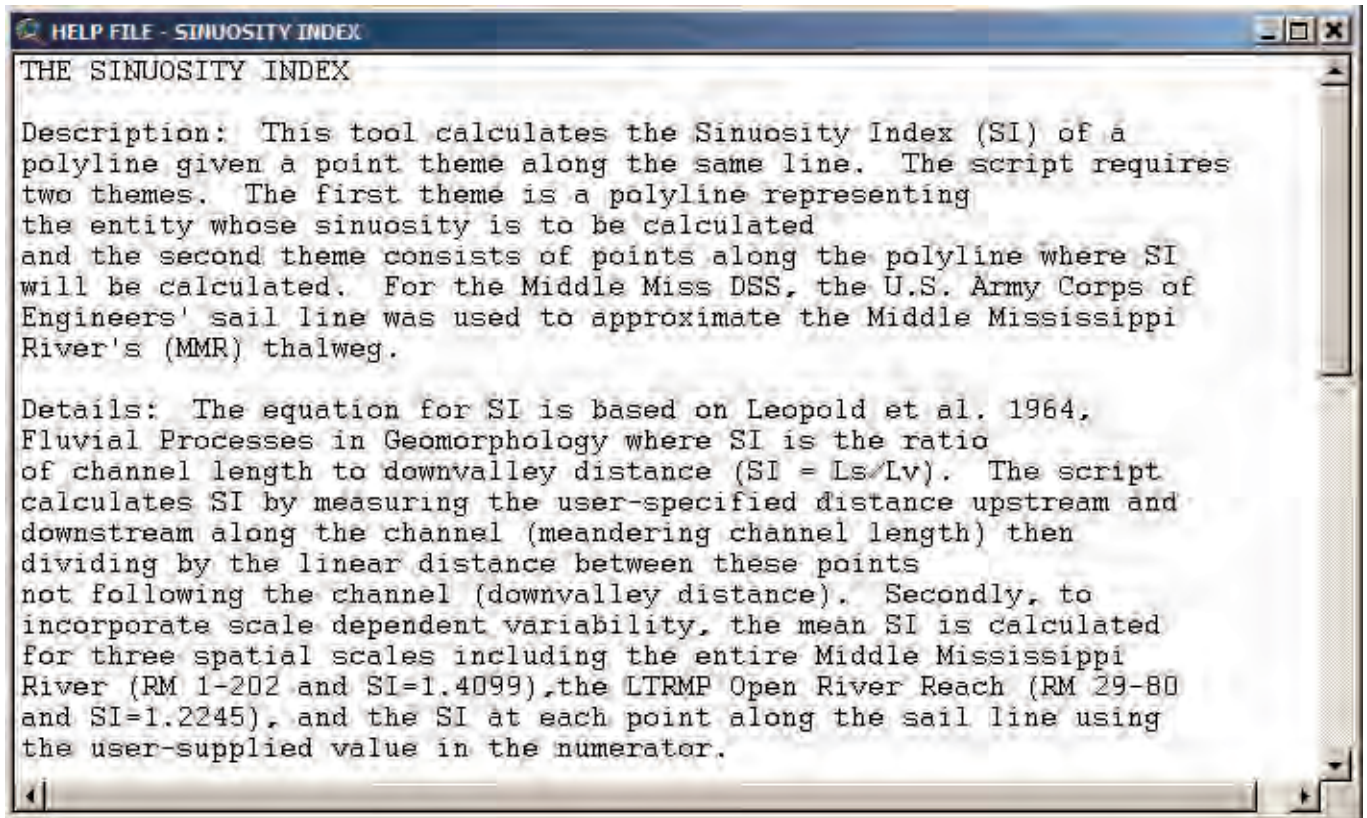 HELP FILE - SINUOSITY INDEX
THE SINUOSITY INDEX
Description: This tool calculates the Sinuosity Index (SI) of a
polyline given a point theme along the same line. The script requires
two themes. The first theme is a polyline representing
the entity whose sinuosity is to be calculated
and the second theme consists of points along the polyline where SI
will be calculated. For the Middle Miss DSS, the U.S. Army Corps of
Engineers' sail line was used to approximate the Middle Mississippi
River's (MMR) thalweg.
Details: The equation for SI is based on Leopold et al. 1964,
Fluvial Processes in Geomorphology where SI is the ratio
of channel length to downvalley distance (SI = Ls/Lv). The script
calculates SI by measuring the user-specified distance upstream and
downstream along the channel (meandering channel length) then
dividing by the linear distance between these points
not following the channel (downvalley distance). Secondly, to
incorporate scale dependent variability, the mean SI is calculated
for three spatial scales including the entire Middle Mississippi
River (RM 1-202 and SI=1.4099),the LTRMP Open River Reach (RM 29-80
and SI=1.2245), and the SI at each point along the sail line using
the user-supplied value in the numerator.